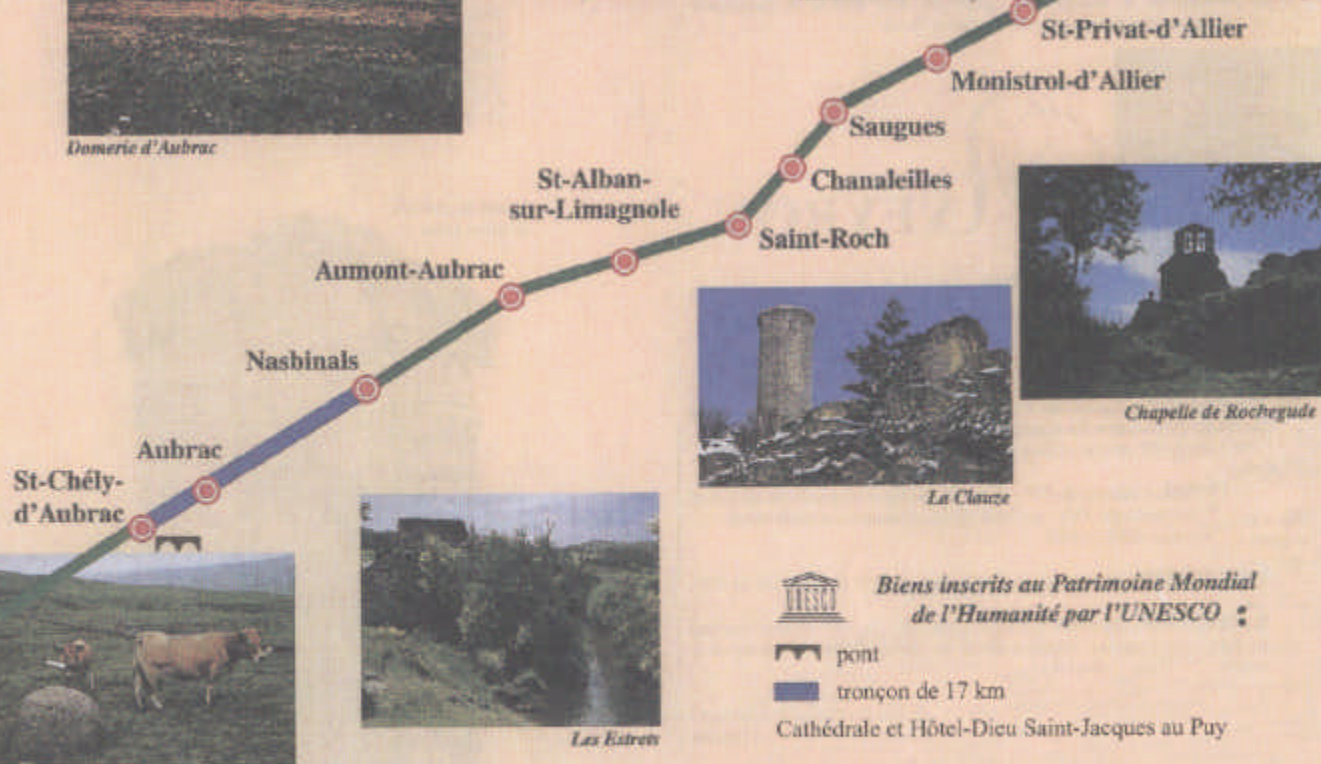 St-Privat-d'Allier
Monistrol-d'Allier
Saugues
Domerie d'Aubrac
Chanaleilles
St-Alban-
sur-Limagnole
Saint-Roch
Aumont-Aubrac
Nasbinals
Chapelle de Rochegude
Aubrac
St-Chély-
d'Aubrac
La Clauze
UNESCO
Biens inscrits au Patrimoine Mondial
de l'Humanité par l'UNESCO :
pont
tronçon de 17 km
Les Estrets
Cathédrale et Hôtel-Dieu Saint-Jacques au Puy